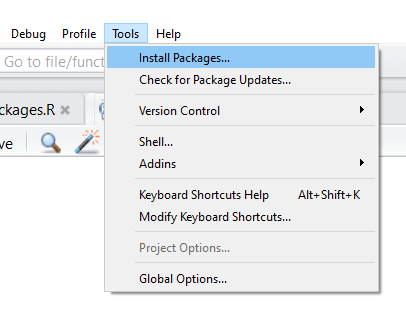 Debug Profile Tools Help
Go to file/funct
Install Packages...
Check for Package Updates...
ckages.R
Version Control
ve
Shell...
Addins
Keyboard Shortcuts Help Alt+Shift+K
Modify Keyboard Shortcuts...
Project Options...
Global Options...